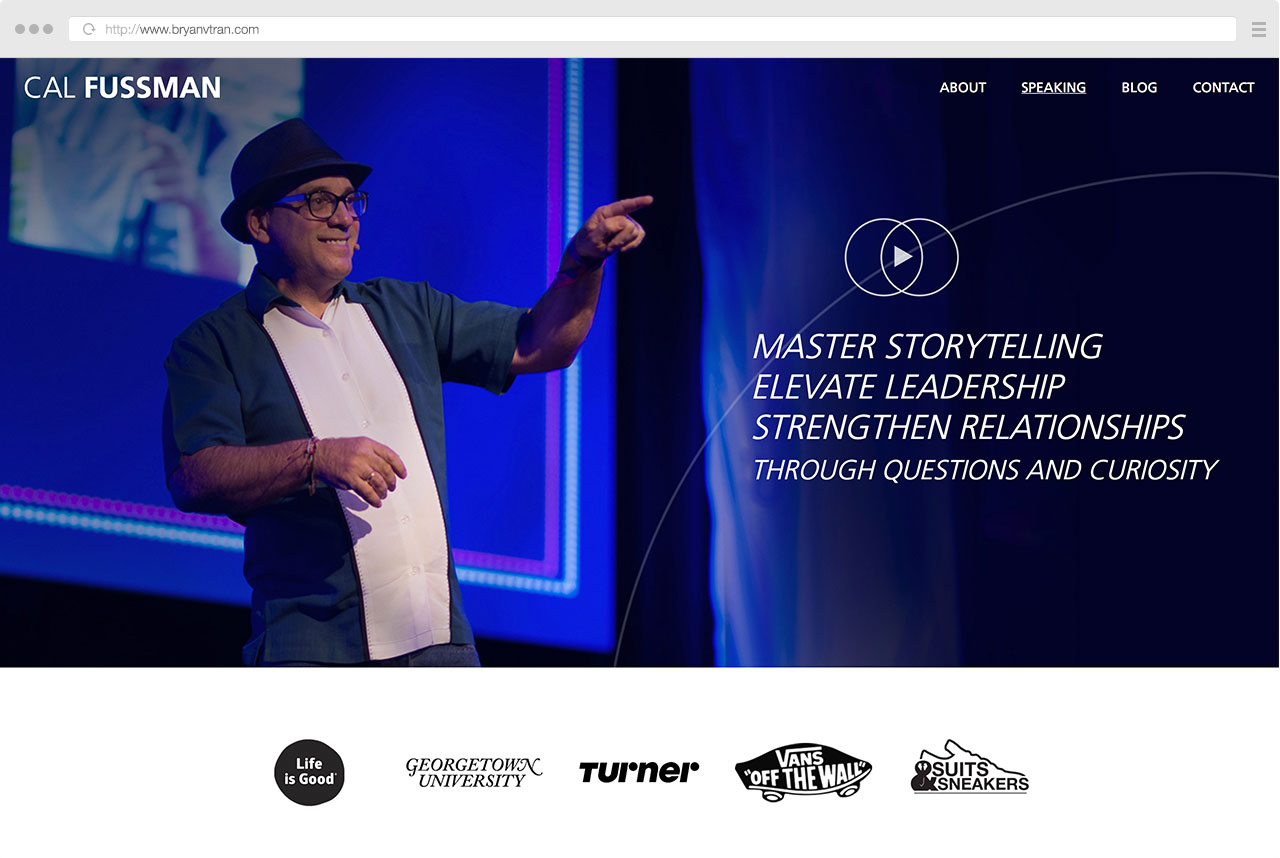 http://www.bryanvtran.com
CAL FUSSMAN
ABOUT SPEAKING BLOG CONTACT
MASTER STORYTELLING
ELEVATE LEADERSHIP
STRENGTHEN RELATIONSHIPS
THROUGH QUESTIONS AND CURIOSITY
Life
is Good®
GEORGETOWN
UNIVERSITY
Turner
VANS
"OFF THE WALL"
&SUITS
SNEAKERS